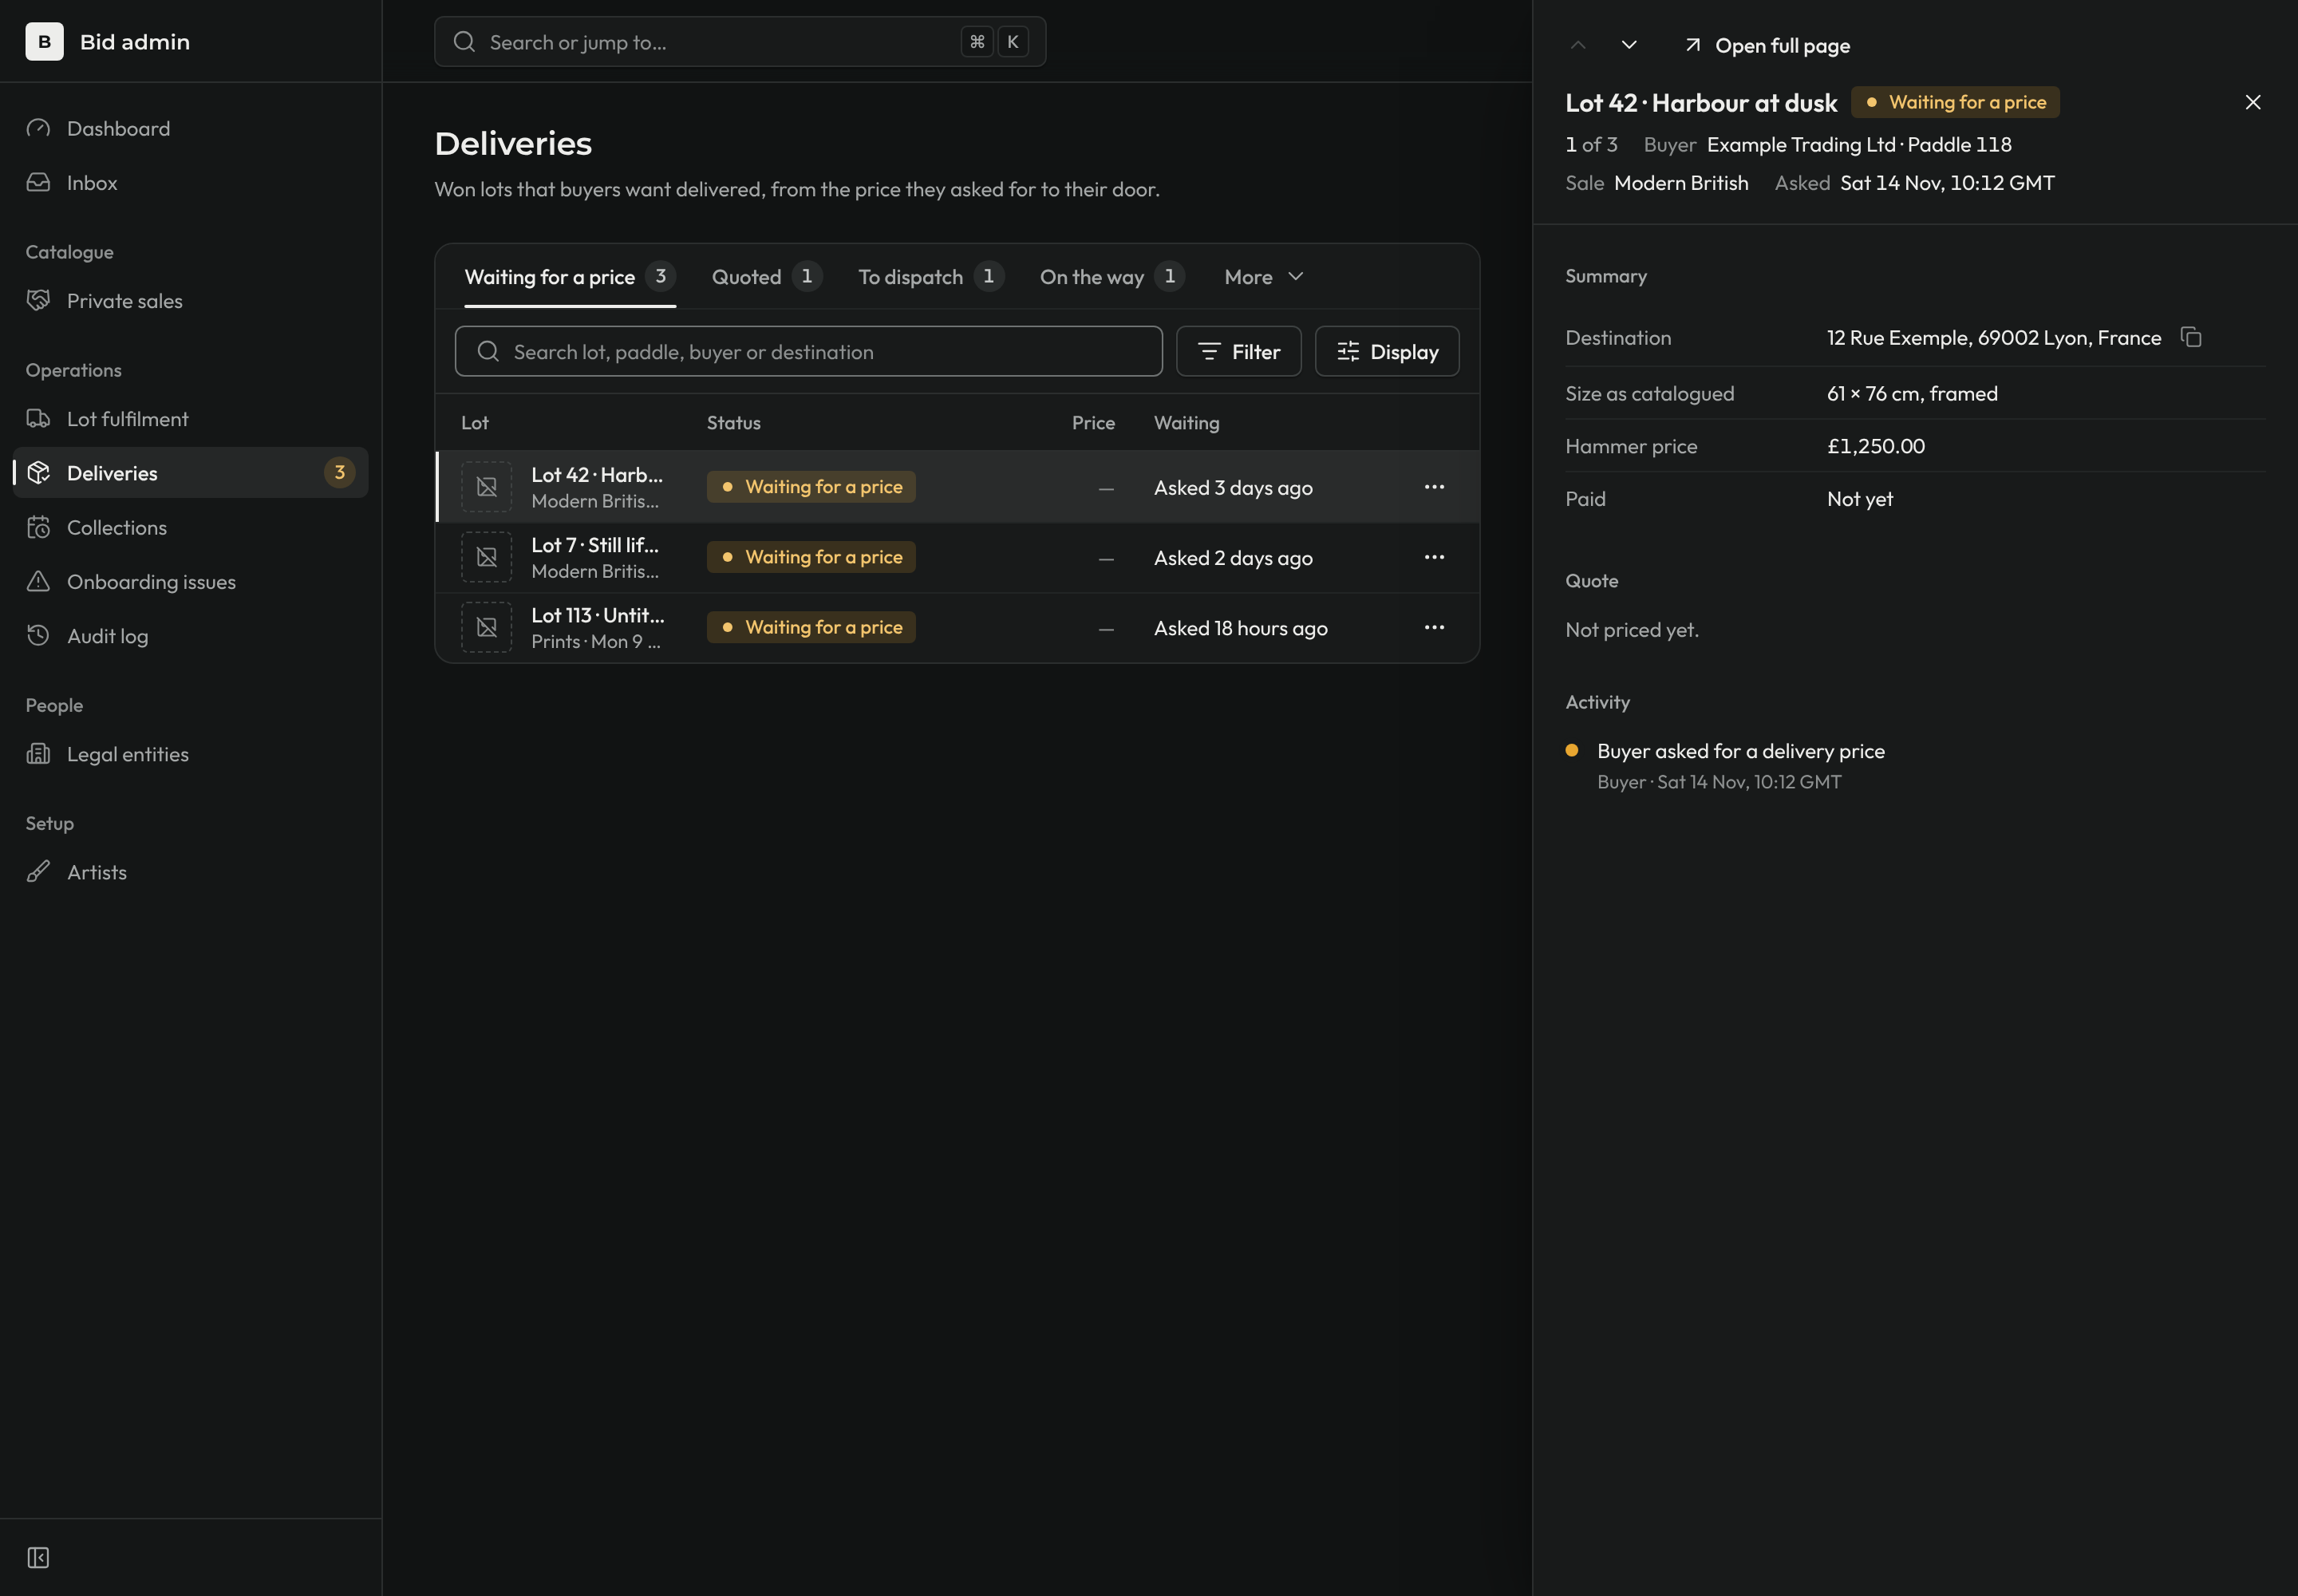 B Bid admin
Search or jump to... ⌘ K
Dashboard
Inbox
Catalogue
Private sales
Operations
Lot fulfilment
Deliveries 3
Collections
Onboarding issues
Audit log
People
Legal entities
Setup
Artists
Deliveries
Won lots that buyers want delivered, from the price they asked for to their door.
Waiting for a price 3 Quoted 1 To dispatch 1 On the way 1 More
Search lot, paddle, buyer or destination Filter Display
Lot Status Price Waiting
Lot 42 · Harb... Waiting for a price — Asked 3 days ago
Modern Britis...
Lot 7 · Still lif... Waiting for a price — Asked 2 days ago
Modern Britis...
Lot 113 · Untit... Waiting for a price — Asked 18 hours ago
Prints · Mon 9 ...
Open full page
Lot 42 · Harbour at dusk Waiting for a price
1 of 3 Buyer Example Trading Ltd · Paddle 118
Sale Modern British Asked Sat 14 Nov, 10:12 GMT
Summary
Destination 12 Rue Exemple, 69002 Lyon, France
Size as catalogued 61 × 76 cm, framed
Hammer price £1,250.00
Paid Not yet
Quote
Not priced yet.
Activity
Buyer asked for a delivery price
Buyer · Sat 14 Nov, 10:12 GMT